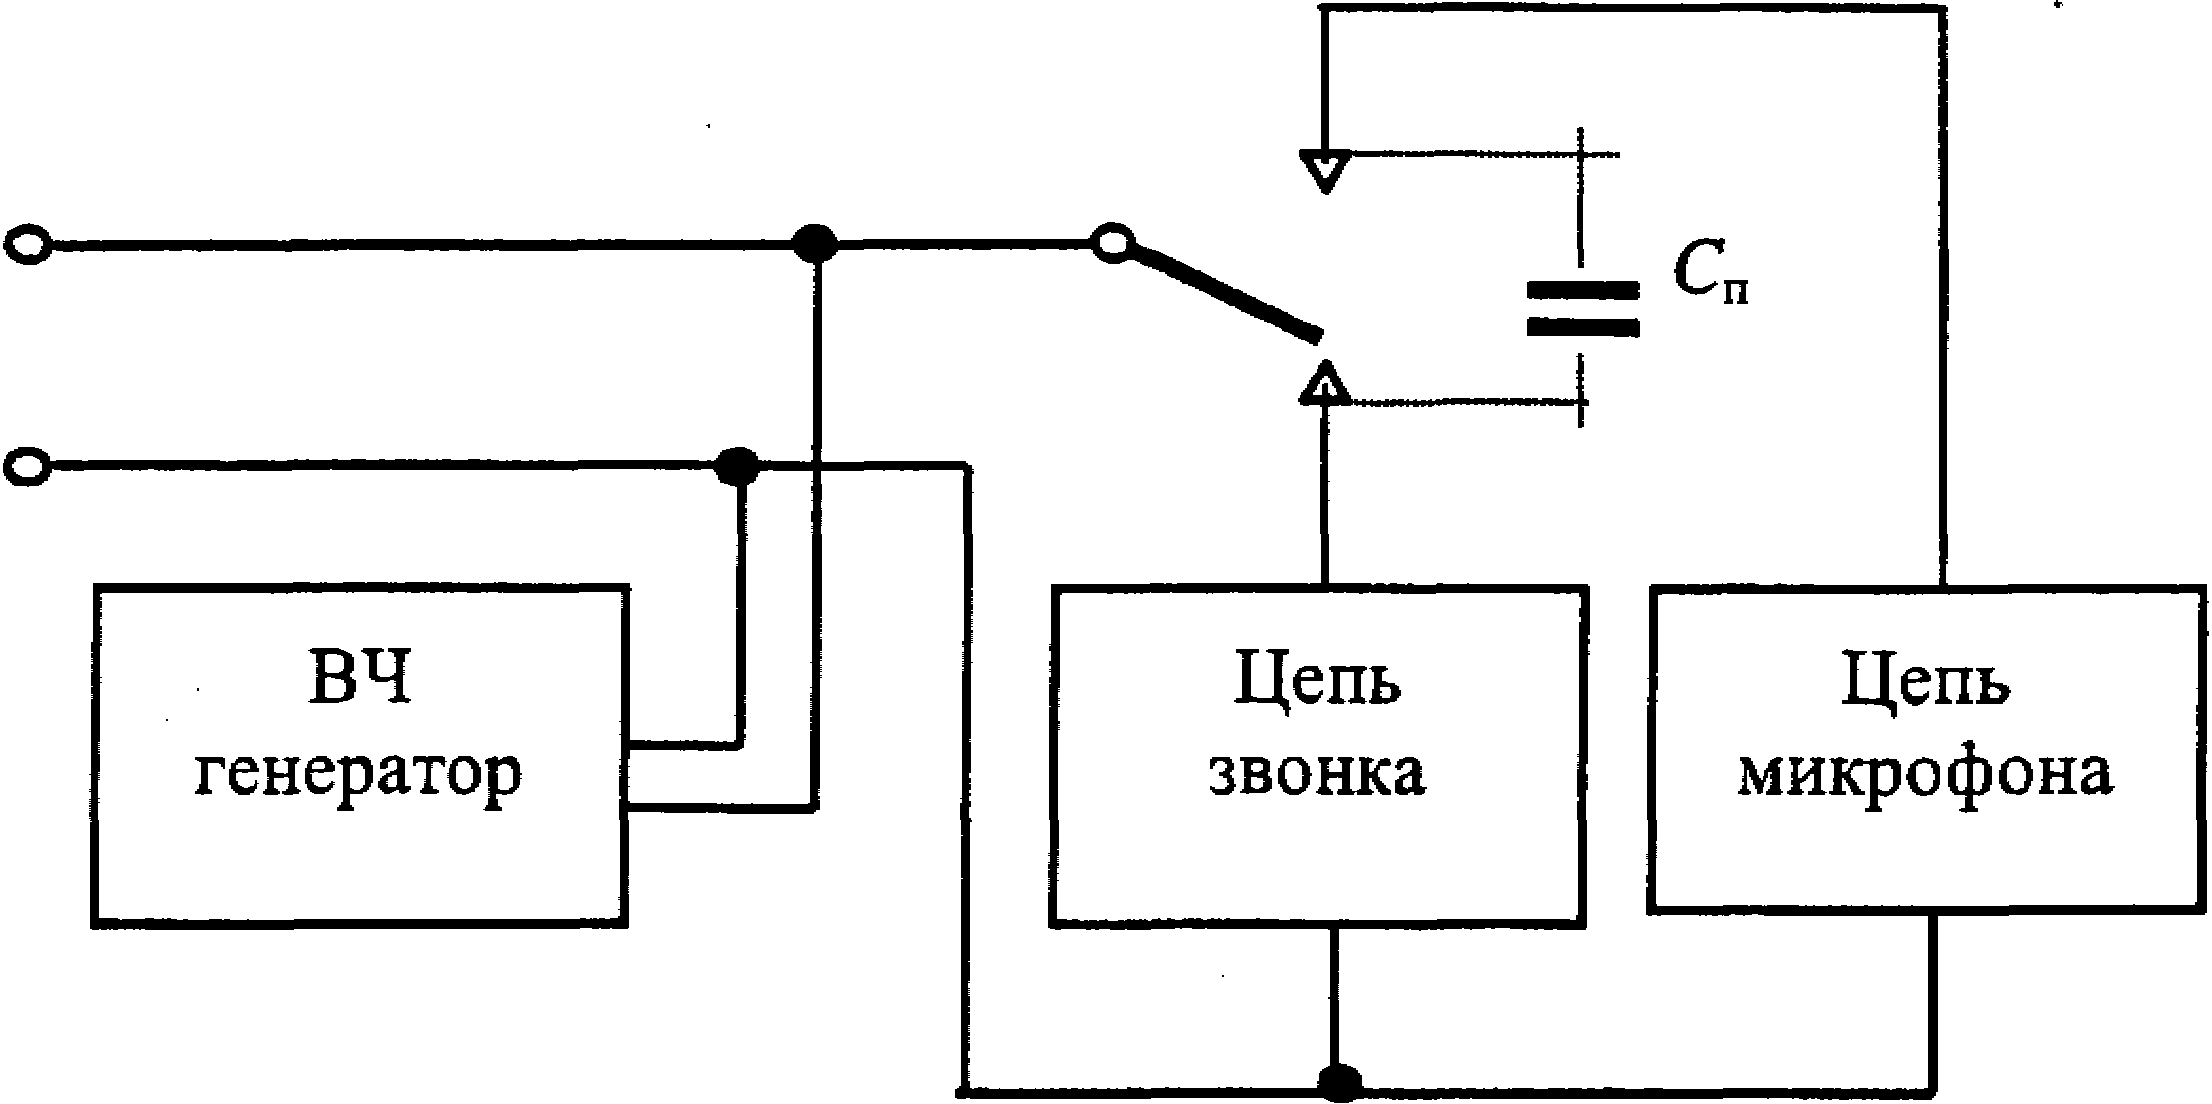 Cп
ВЧ
генератор
Цепь
звонка
Цепь
микрофона